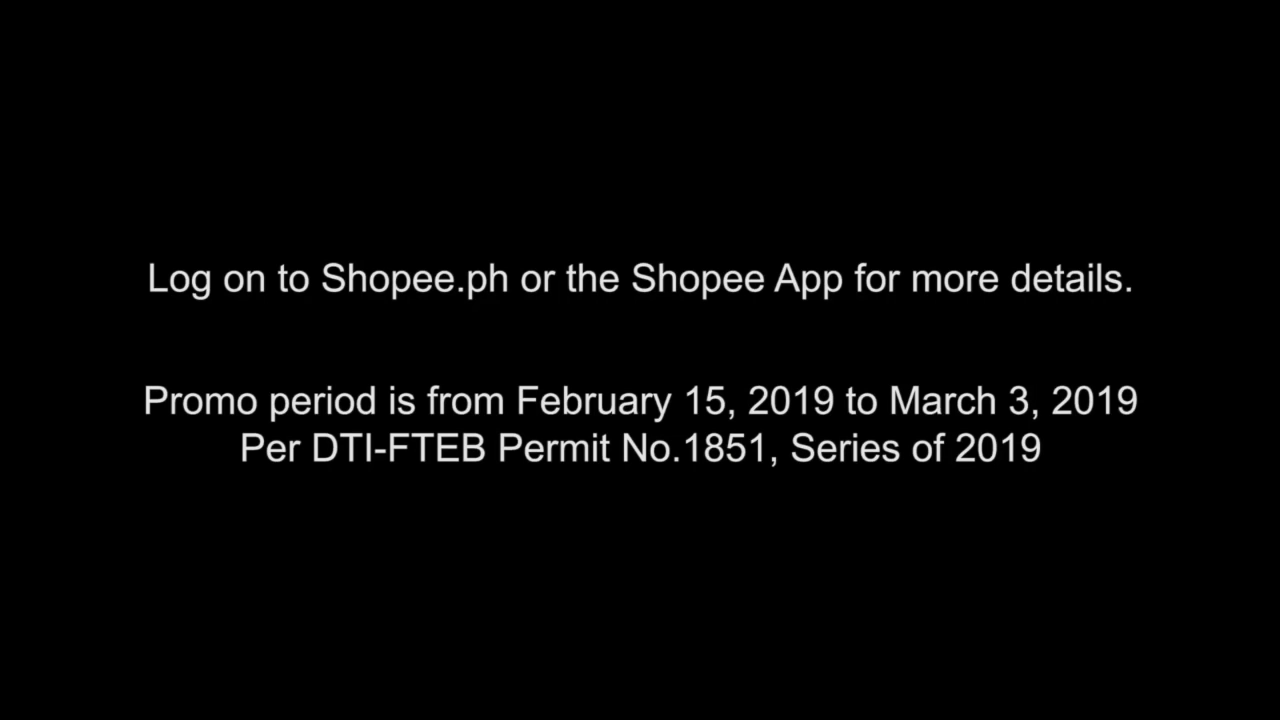 Log on to Shopee.ph or the Shopee App for more details.
Promo period is from February 15, 2019 to March 3, 2019
Per DTI-FTEB Permit No.1851, Series of 2019